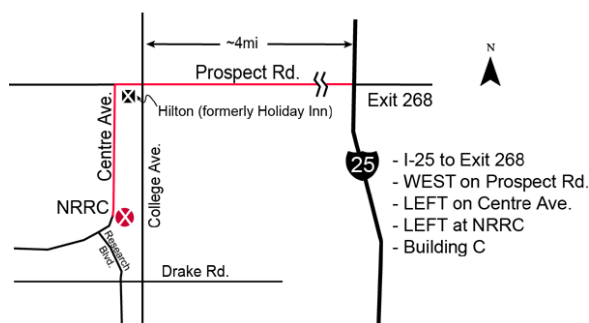 ~4mi
N
Prospect Rd.
Exit 268
Hilton (formerly Holiday Inn)
Centre Ave.
College Ave.
NRRC
Research
Blvd.
Drake Rd.
25
- I-25 to Exit 268
- WEST on Prospect Rd.
- LEFT on Centre Ave.
- LEFT at NRRC
- Building C